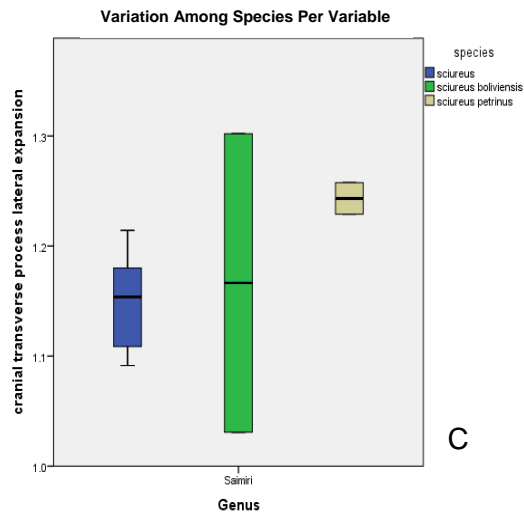 Variation Among Species Per Variable
species
sciureus
sciureus boliviensis
sciureus petrinus
cranial transverse process lateral expansion
1.3
1.2
1.1
1.0
Saimiri
Genus
C